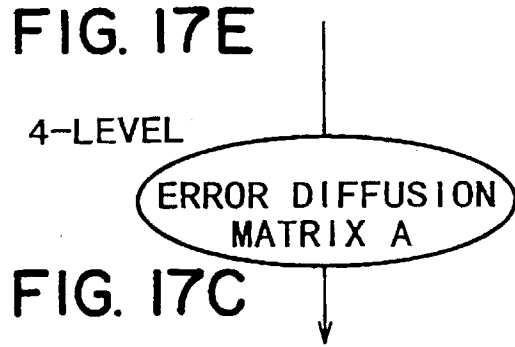 FIG. 17E
4-LEVEL
ERROR DIFFUSION
MATRIX A
FIG. 17C